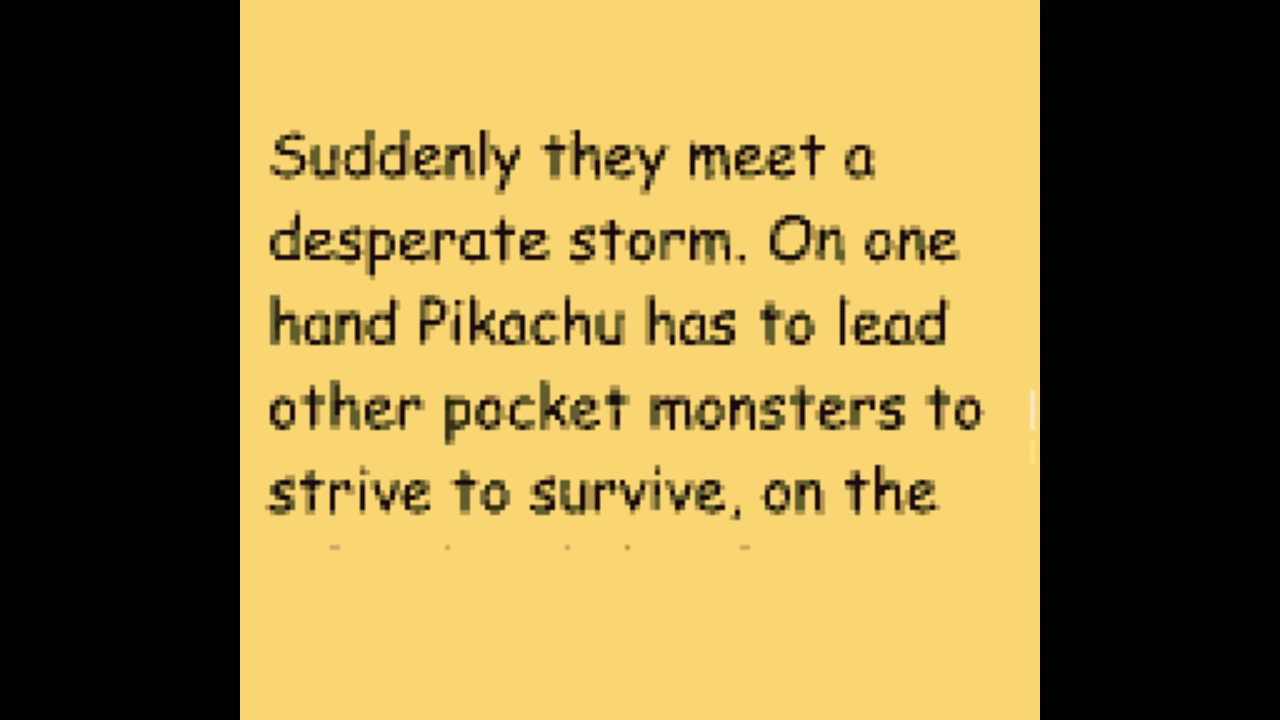 Suddenly they meet a
desperate storm. On one
hand Pikachu has to lead
other pocket monsters to
strive to survive, on the